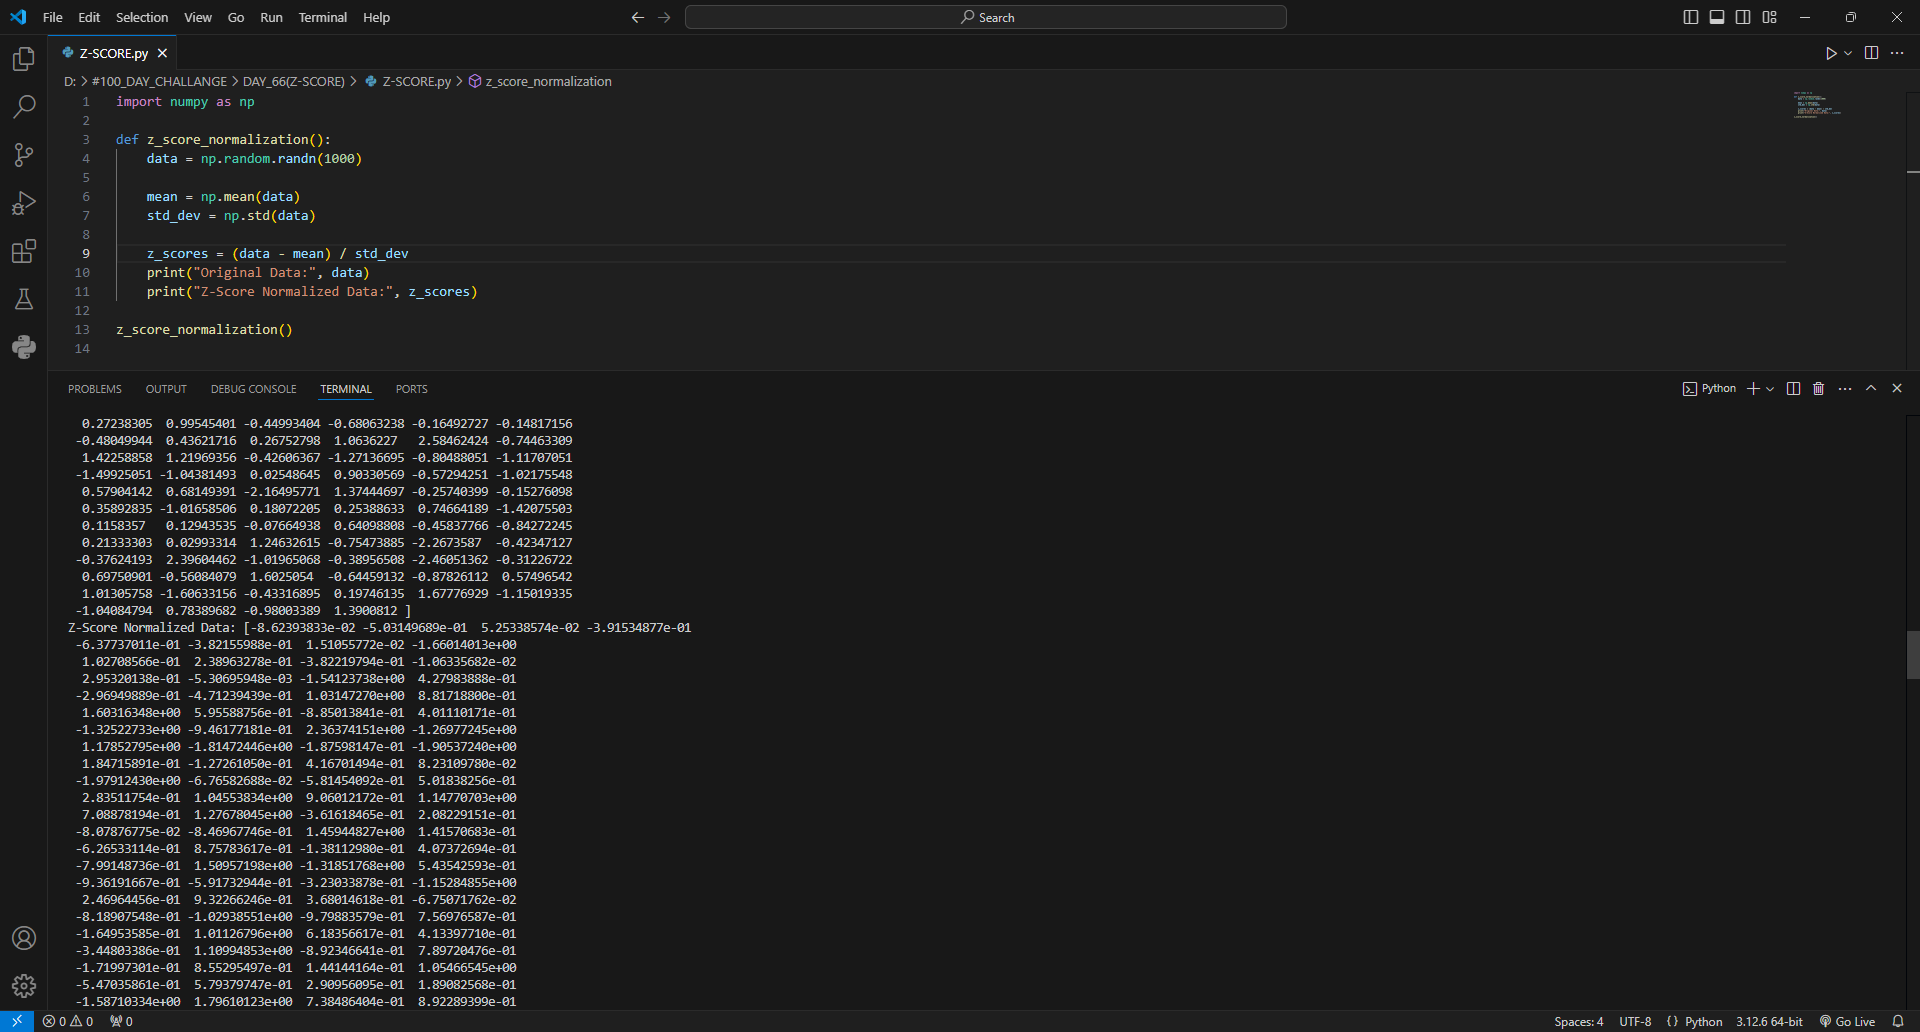 File Edit Selection View Go Run Terminal Help
Search
Z-SCORE.py
D: > #100_DAY_CHALLANGE > DAY_66(Z-SCORE) > Z-SCORE.py > z_score_normalization
1 import numpy as np
2
3 def z_score_normalization():
4 data = np.random.randn(1000)
5
6 mean = np.mean(data)
7 std_dev = np.std(data)
8
9 z_scores = (data - mean) / std_dev
10 print("Original Data:", data)
11 print("Z-Score Normalized Data:", z_scores)
12
13 z_score_normalization()
14
PROBLEMS OUTPUT DEBUG CONSOLE TERMINAL PORTS
Python
0.27238305 0.99545401 -0.44993404 -0.68063238 -0.16492727 -0.14817156
-0.48049944 0.43621716 0.26752798 1.0636227 2.58462424 -0.74463309
1.42258858 1.21969356 -0.42606367 -1.27136695 -0.80488051 -1.11707051
-1.49925051 -1.04381493 0.02548645 0.90330569 -0.57294251 -1.02175548
0.57904142 0.68149391 -2.16495771 1.37444697 -0.25740399 -0.15276098
0.35892835 -1.01658506 0.18072205 0.25388633 0.74664189 -1.42075503
0.1158357 0.12943535 -0.07664938 0.64098808 -0.45837766 -0.84272245
0.21333303 0.02993314 1.24632615 -0.75473885 -2.2673587 -0.42347127
-0.37624193 2.39604462 -1.01965068 -0.38956508 -2.46051362 -0.31226722
0.69750901 -0.56084079 1.6025054 -0.64459132 -0.87826112 0.57496542
1.01305758 -1.60633156 -0.43316895 0.19746135 1.67776929 -1.15019335
-1.04084794 0.78389682 -0.98003389 1.3900812 ]
Z-Score Normalized Data: [-8.62393833e-02 -5.03149689e-01 5.25338574e-02 -3.91534877e-01
-6.37737011e-01 -3.82155988e-01 1.51055772e-02 -1.66014013e+00
1.02708566e-01 2.38963278e-01 -3.82219794e-01 -1.06335682e-02
2.95320138e-01 -5.30695948e-03 -1.54123738e+00 4.27983888e-01
-2.96949889e-01 -4.71239439e-01 1.03147270e+00 8.81718800e-01
1.60316348e+00 5.95588756e-01 -8.85013841e-01 4.01110171e-01
-1.32522733e+00 -9.46177181e-01 2.36374151e+00 -1.26977245e+00
1.17852795e+00 -1.81472446e+00 -1.87598147e-01 -1.90537240e+00
1.84715891e-01 -1.27261050e-01 4.16701494e-01 8.23109780e-02
-1.97912430e+00 -6.76582688e-02 -5.81454092e-01 5.01838256e-01
2.83511754e-01 1.04553834e+00 9.06012172e-01 1.14770703e+00
7.08878194e-01 1.27678045e+00 -3.61618465e-01 2.08229151e-01
-8.07876775e-02 -8.46967746e-01 1.45944827e+00 1.41570683e-01
-6.26533114e-01 8.75783617e-01 -1.38112980e-01 4.07372694e-01
-7.99148736e-01 1.50957198e+00 -1.31851768e+00 5.43542593e-01
-9.36191667e-01 -5.91732944e-01 -3.23033878e-01 -1.15284855e+00
2.46964456e-01 9.32266246e-01 3.68014618e-01 -6.75071762e-02
-8.18907548e-01 -1.02938551e+00 -9.79883579e-01 7.56976587e-01
-1.64953585e-01 1.01126796e+00 6.18356617e-01 4.13397710e-01
-3.44803386e-01 1.10994853e+00 -8.92346641e-01 7.89720476e-01
-1.71997301e-01 8.55295497e-01 1.44144164e-01 1.05466545e+00
-5.47035861e-01 5.79379747e-01 2.90956095e-01 1.89082568e-01
-1.58710334e+00 1.79610123e+00 7.38486404e-01 8.92289399e-01
0 0 0 Spaces: 4 UTF-8 {} Python 3.12.6 64-bit Go Live